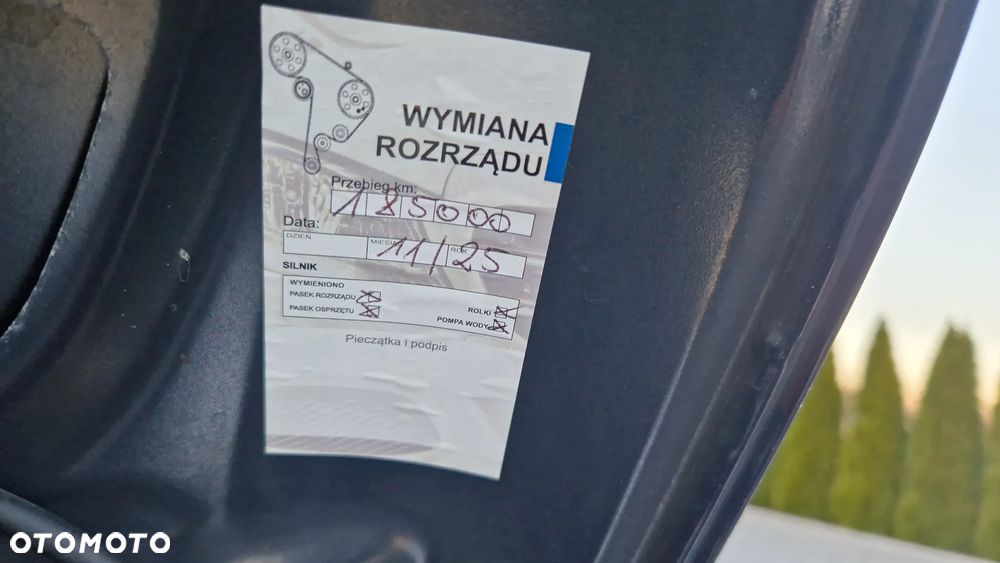 WYMIANA
ROZRZĄDU
Przebieg km:
185000
Data:
DZIEŃ MIESIĄC ROK
11/25
SILNIK
WYMIENIONO
PASEK ROZRZĄDU ROLKI
PASEK OSPRZĘTU POMPA WODY
Pieczątka i podpis
OTOMOTO